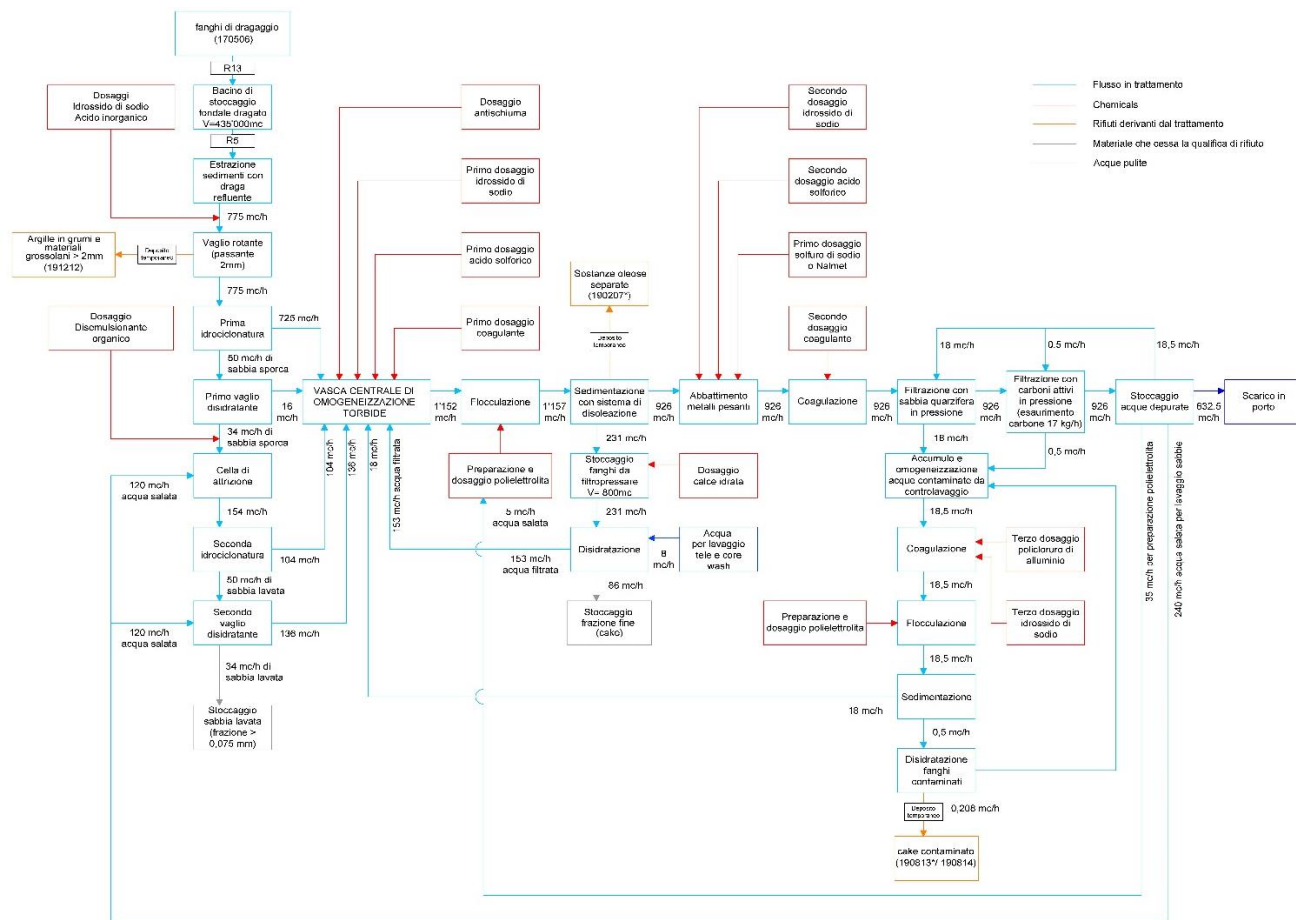 fanghi di dragaggio
(170506)
R13
Bacino di
stoccaggio
fondale dragato
V=435'000mc
R5
Estrazione
sedimenti con
draga
refluente
775 mc/h
Dosaggi
Idrossido di sodio
Acido inorganico
Argille in grumi e
materiali
grossolani > 2mm
(191212)
Deposito
temporaneo
Vaglio rotante
(passante
2mm)
775 mc/h
Dosaggio
Disemulsionante
organico
Prima
idrociclonatura
725 mc/h
50 mc/h di
sabbia sporca
Primo vaglio
disidratante
16
mc/h
34 mc/h di
sabbia sporca
Cella di
attrizione
120 mc/h
acqua salata
154 mc/h
Seconda
idrociclonatura
104 mc/h
50 mc/h di
sabbia lavata
Secondo
vaglio
disidratante
120 mc/h
acqua salata
136 mc/h
34 mc/h di
sabbia lavata
Stoccaggio
sabbia lavata
(frazione >
0,075 mm)
Dosaggio
antischiuma
Primo dosaggio
idrossido di
sodio
Primo dosaggio
acido solforico
Primo dosaggio
coagulante
VASCA CENTRALE DI
OMOGENEIZZAZIONE
TORBIDE
104 mc/h
136 mc/h
18 mc/h
153 mc/h acqua filtrata
1'152
mc/h
Flocculazione
1'157
mc/h
Preparazione e
dosaggio polielettrolita
5 mc/h
acqua salata
Sostanze oleose
separate
(190207*)
Deposito
temporaneo
Sedimentazione
con sistema di
disoleazione
926
mc/h
231 mc/h
Stoccaggio
fanghi da
filtropressare
V= 800mc
Dosaggio
calce idrata
231 mc/h
Disidratazione
8
mc/h
Acqua
per lavaggio
tele e core
wash
153 mc/h
acqua filtrata
86 mc/h
Stoccaggio
frazione fine
(cake)
Secondo
dosaggio
idrossido di
sodio
Secondo
dosaggio acido
solforico
Primo dosaggio
solfuro di sodio
o Nalmet
Secondo
dosaggio
coagulante
Abbattimento
metalli pesanti
926
mc/h
Coagulazione
926
mc/h
Filtrazione con
sabbia quarzifera
in pressione
926
mc/h
Filtrazione con
carboni attivi
in pressione
(esaurimento
carbone 17 kg/h)
926
mc/h
Stoccaggio
acque depurate
632.5
mc/h
Scarico in
porto
18 mc/h
0.5 mc/h
18,5 mc/h
18 mc/h
0,5 mc/h
Accumulo e
omogeneizzazione
acque contaminate da
controlavaggio
18,5 mc/h
Coagulazione
Terzo dosaggio
policloruro di
alluminio
18,5 mc/h
Preparazione e
dosaggio polielettrolita
Flocculazione
Terzo dosaggio
idrossido di
sodio
18,5 mc/h
Sedimentazione
18 mc/h
0,5 mc/h
Disidratazione
fanghi
contaminati
Deposito
temporaneo
0,208 mc/h
cake contaminato
(190813*/ 190814)
35 mc/h per preparazione polielettrolita
240 mc/h acqua salata per lavaggio sabbie
Flusso in trattamento
Chemicals
Rifiuti derivanti dal trattamento
Materiale che cessa la qualifica di rifiuto
Acque pulite